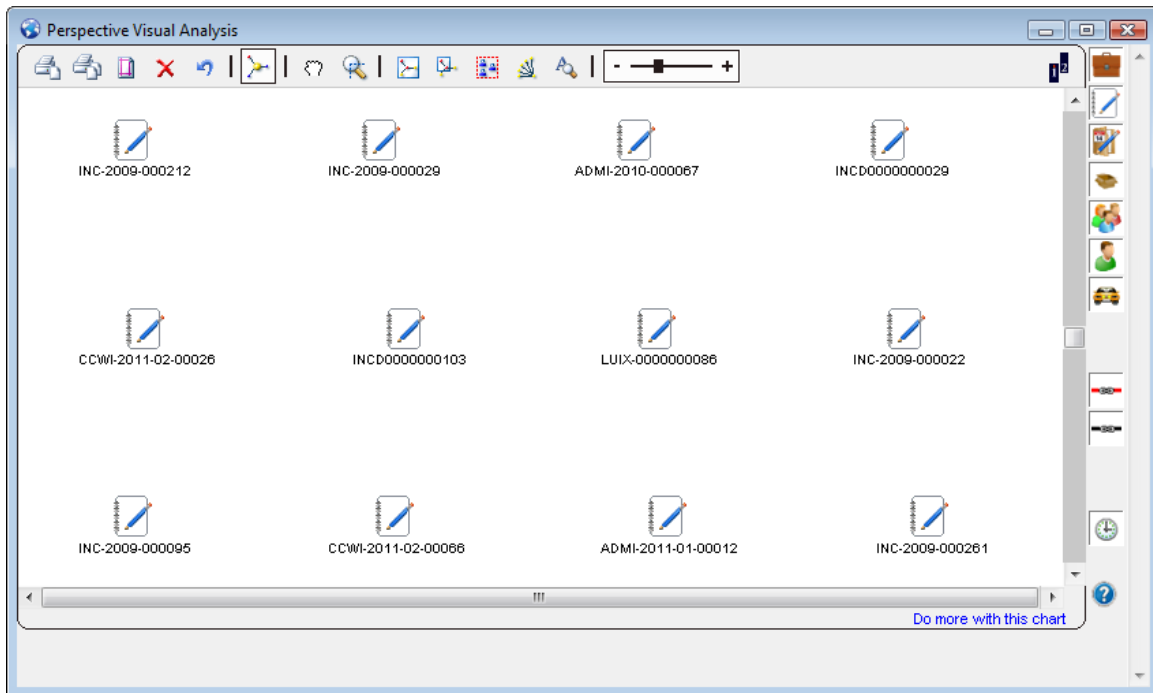 Perspective Visual Analysis
- +
i2
INC-2009-000212
INC-2009-000029
ADMI-2010-000067
INCD0000000029
CCWI-2011-02-00026
INCD0000000103
LUIX-0000000086
INC-2009-000022
INC-2009-000095
CCWI-2011-02-00066
ADMI-2011-01-00012
INC-2009-000261
Do more with this chart